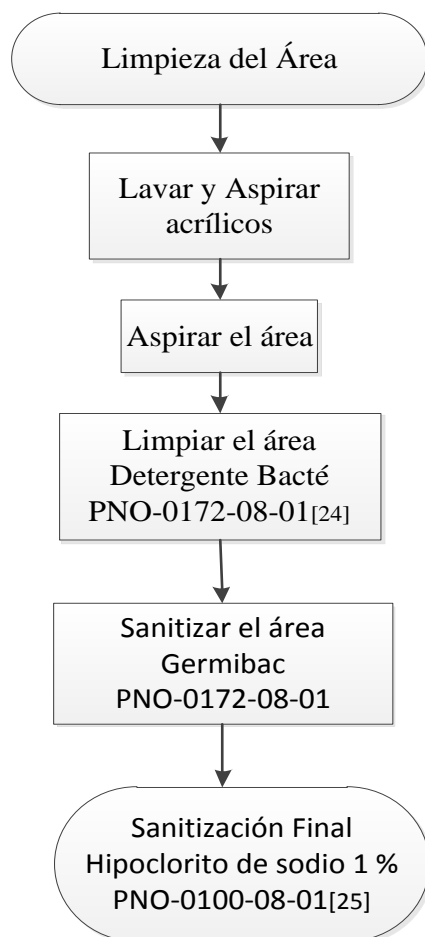 Limpieza del Área
Lavar y Aspirar
acrílicos
Aspirar el área
Limpiar el área
Detergente Bacté
PNO-0172-08-01[24]
Sanitizar el área
Germibac
PNO-0172-08-01
Sanitización Final
Hipoclorito de sodio 1 %
PNO-0100-08-01[25]